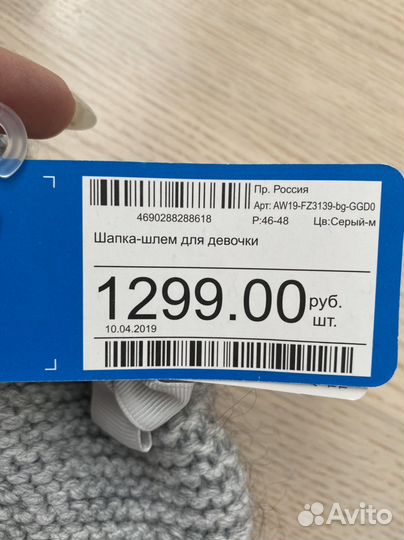 Пр. Россия
Арт: AW19-FZ3139-bg-GGD0
4690288288618
Р:46-48 Цв:Серый-м
Шапка-шлем для девочки
1299.00 руб.
шт.
10.04.2019
Avito